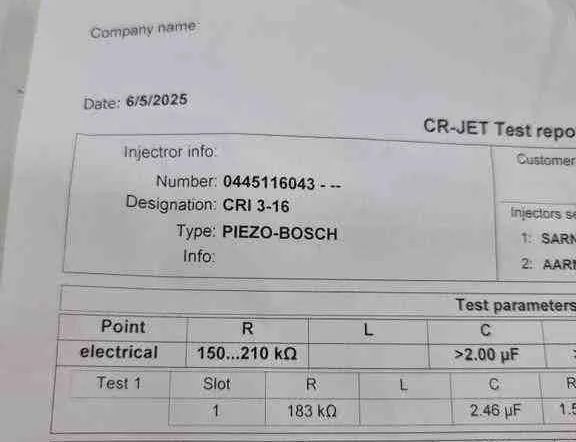 Company name:
Date: 6/5/2025
CR-JET Test repo
Injectror info:
Number: 0445116043 - --
Designation: CRI 3-16
Type: PIEZO-BOSCH
Info:
Customer
Injectors se
1: SARN
2: AARN
Test parameters
Point R L C
electrical 150...210 kΩ >2.00 µF
Test 1 Slot R L C R
1 183 kΩ 2.46 µF 1.5